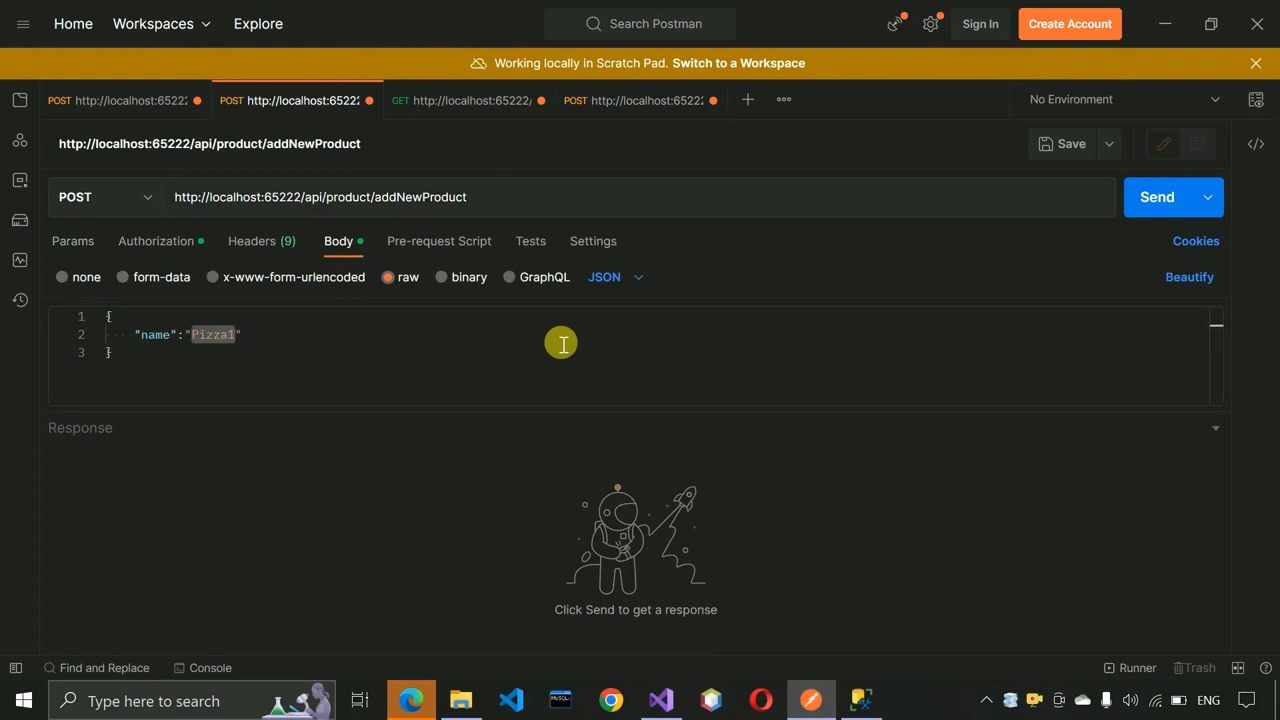 Home Workspaces Explore Search Postman Sign In Create Account
Working locally in Scratch Pad. Switch to a Workspace
POST http://localhost:6522: POST http://localhost:6522: GET http://localhost:65222/ POST http://localhost:6522: No Environment
http://localhost:65222/api/product/addNewProduct Save
POST http://localhost:65222/api/product/addNewProduct Send
Params Authorization Headers (9) Body Pre-request Script Tests Settings Cookies
none form-data x-www-form-urlencoded raw binary GraphQL JSON Beautify
1 {
2 "name":"Pizza1"
3 }
Response
Click Send to get a response
Find and Replace Console Runner Trash
Type here to search ENG